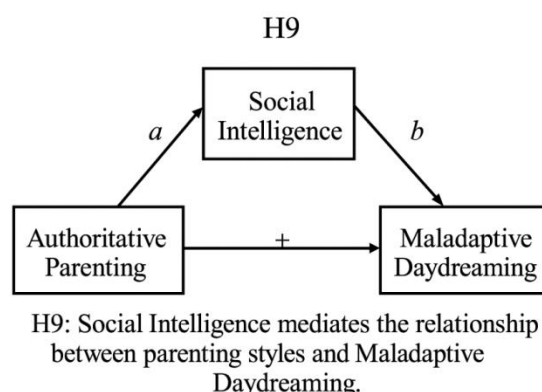 H9
Social
Intelligence
a
b
Authoritative
Parenting
+
Maladaptive
Daydreaming
H9: Social Intelligence mediates the relationship
between parenting styles and Maladaptive
Daydreaming.